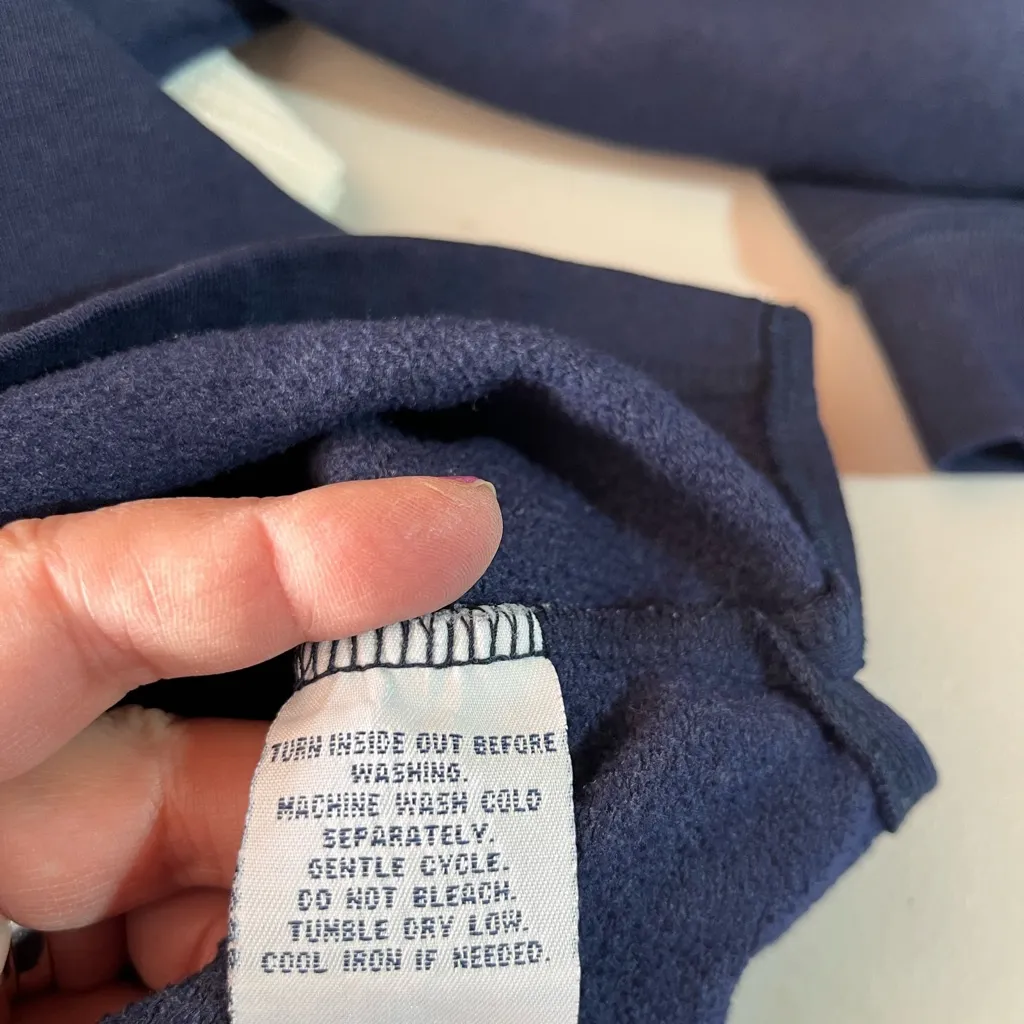 TURN INSIDE OUT BEFORE
WASHING.
MACHINE WASH COLD
SEPARATELY.
GENTLE CYCLE.
DO NOT BLEACH.
TUMBLE DRY LOW.
COOL IRON IF NEEDED.